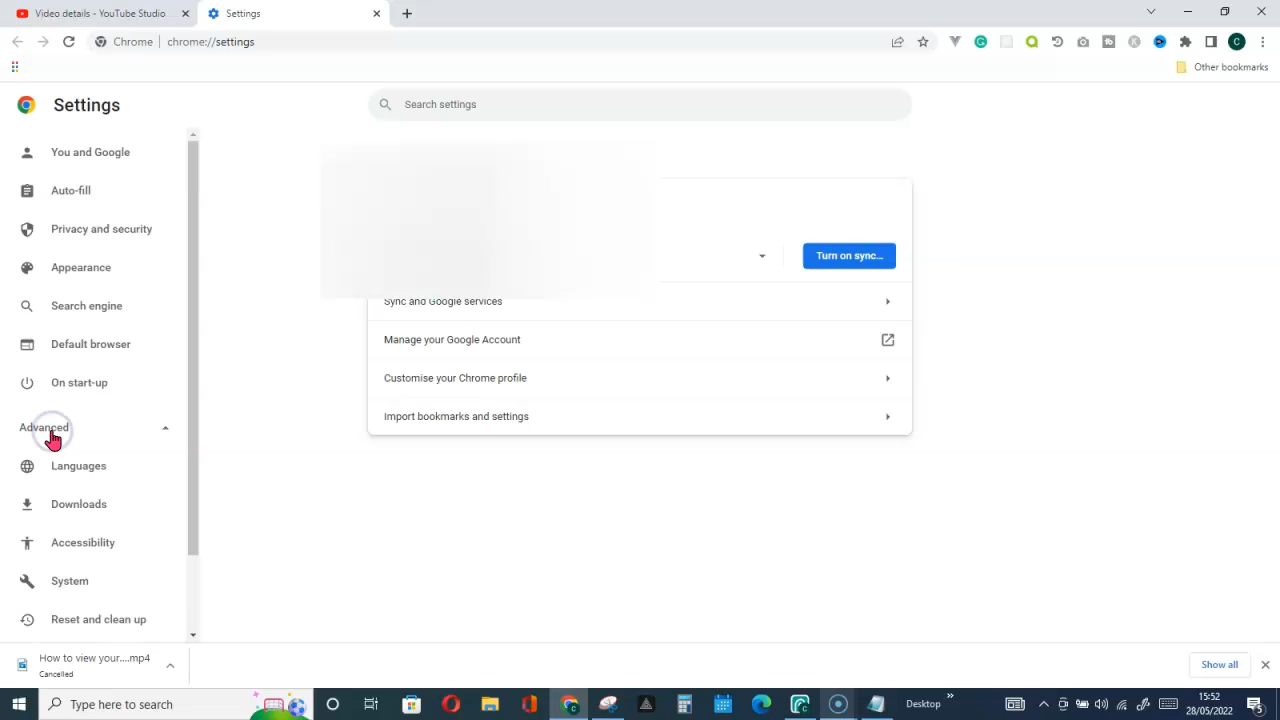 Video details - YouTube Studio
Settings
Chrome
chrome://settings
C
Other bookmarks
Settings
Search settings
You and Google
Auto-fill
Privacy and security
Appearance
Search engine
Default browser
On start-up
Advanced
Languages
Downloads
Accessibility
System
Reset and clean up
Turn on sync...
Sync and Google services
Manage your Google Account
Customise your Chrome profile
Import bookmarks and settings
How to view your....mp4
Cancelled
Show all
Type here to search
Desktop
15:52
28/05/2022